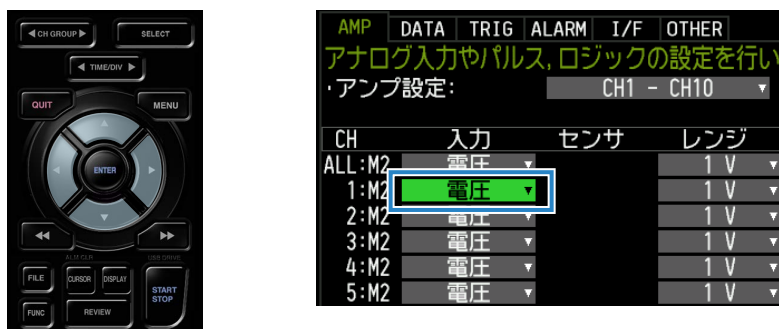 ◀CH GROUP▶ SELECT
◀ TIME/DIV ▶
QUIT MENU
ENTER
ALM CLR USB DRIVE
FILE CURSOR DISPLAY START
STOP
FUNC REVIEW
AMP DATA TRIG ALARM I/F OTHER
アナログ入力やパルス,ロジックの設定を行い
・アンプ設定: CH1 - CH10
CH 入力 センサ レンジ
ALL:M2 電圧 1 V
1:M2 電圧 1 V
2:M2 電圧 1 V
3:M2 電圧 1 V
4:M2 電圧 1 V
5:M2 電圧 1 V